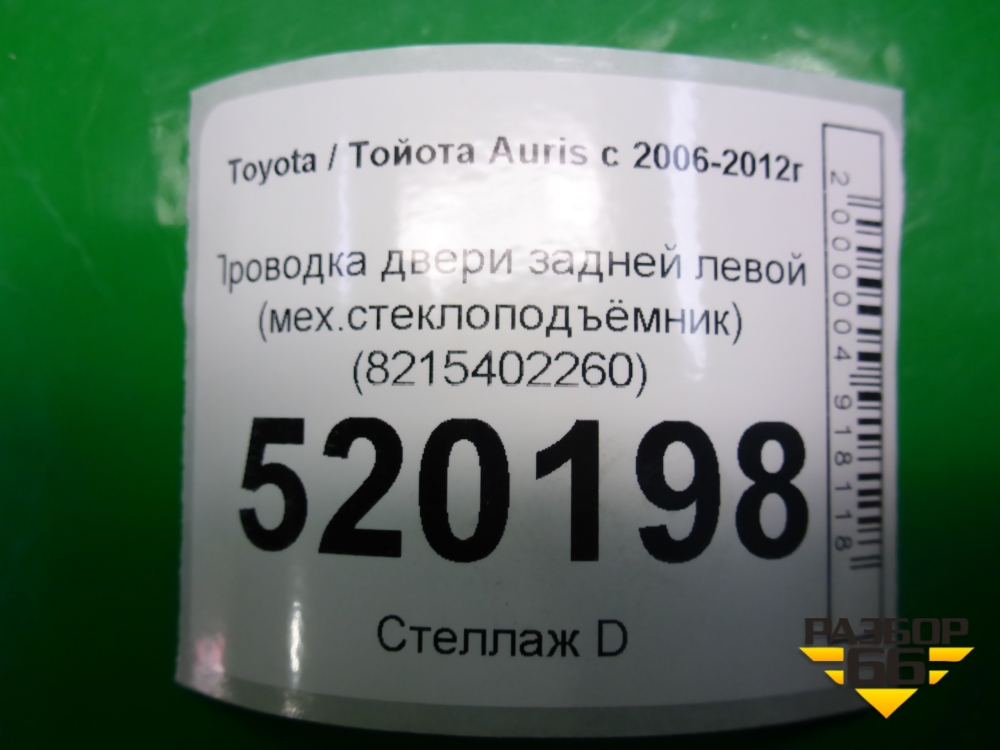 Toyota / Тойота Auris с 2006-2012г
Проводка двери задней левой
(мех.стеклоподъёмник)
(8215402260)
520198
Стеллаж D
2000004918118
РАЗБОР
66